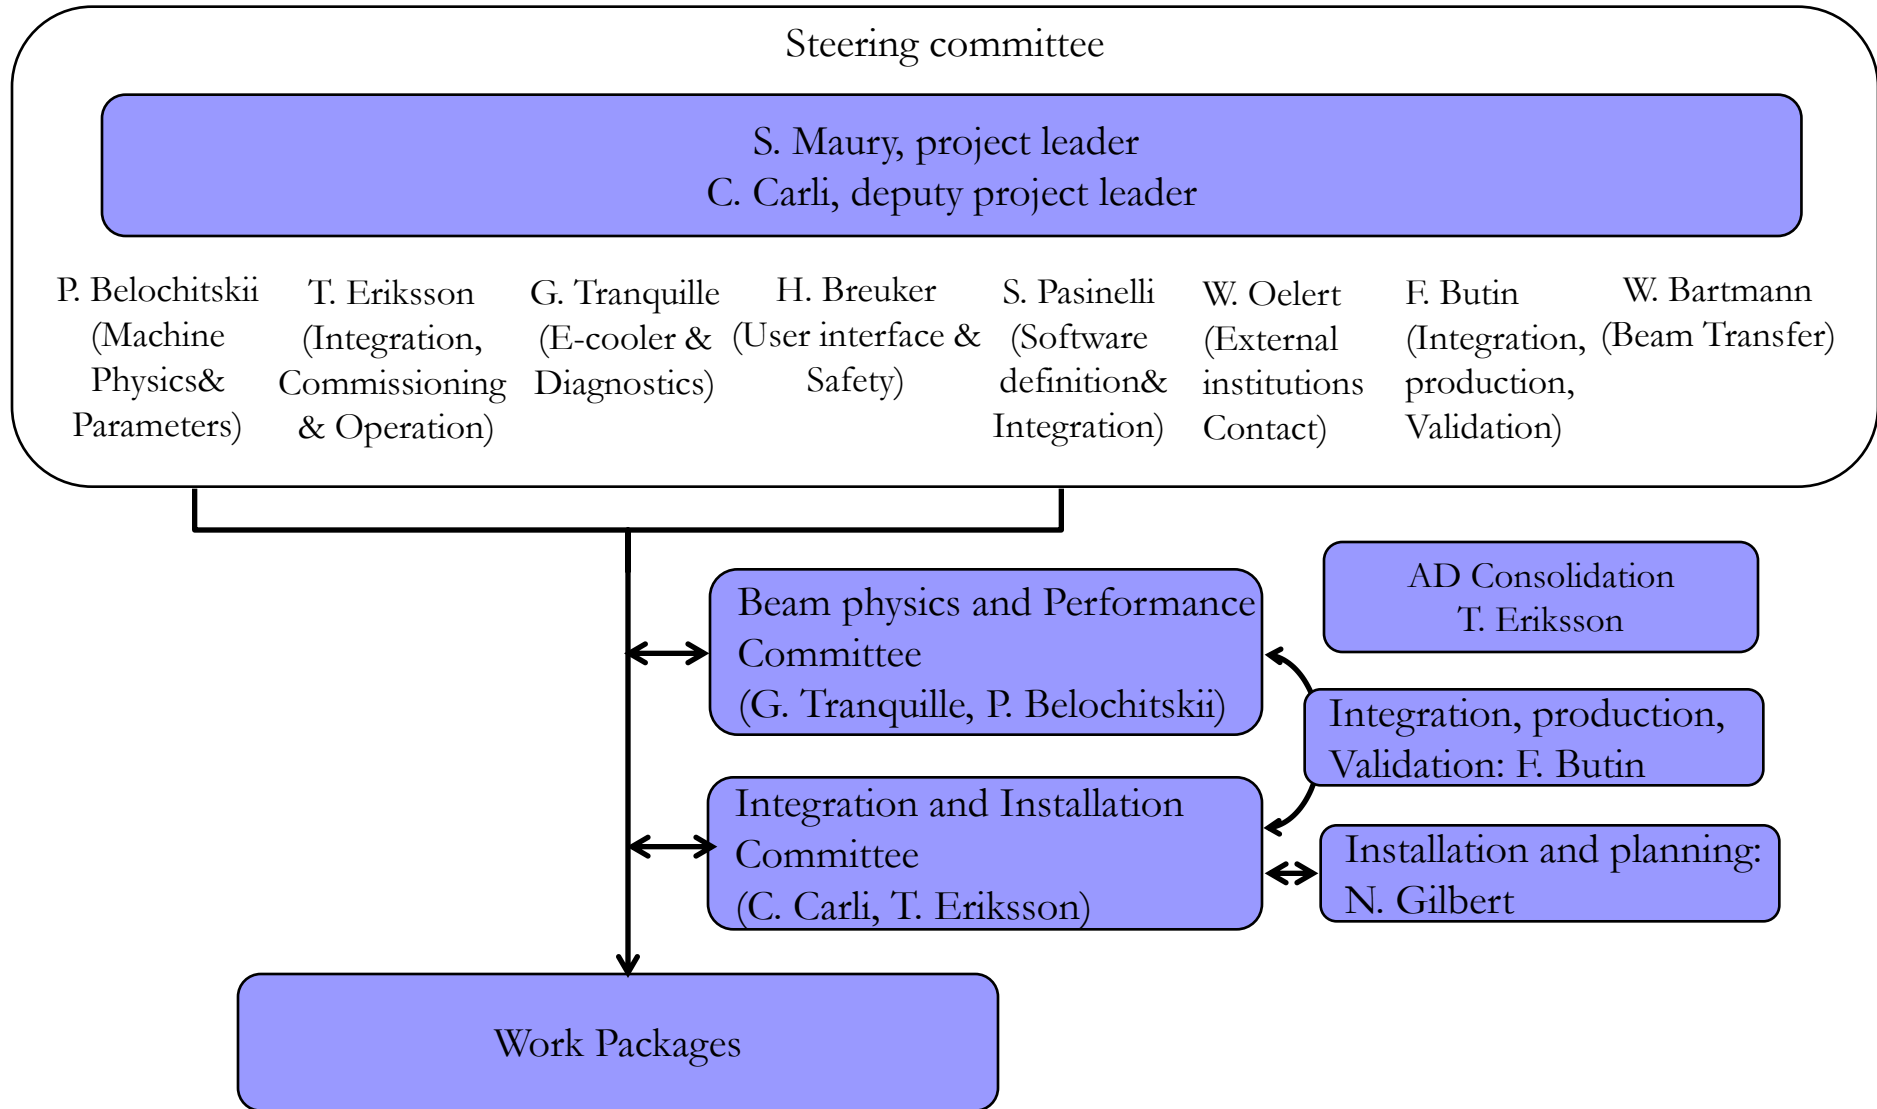 Steering committee
S. Maury, project leader
C. Carli, deputy project leader
P. Belochitskii
(Machine
Physics&
Parameters)
T. Eriksson
(Integration,
Commissioning
& Operation)
G. Tranquille
(E-cooler &
Diagnostics)
H. Breuker
(User interface &
Safety)
S. Pasinelli
(Software
definition&
Integration)
W. Oelert
(External
institutions
Contact)
F. Butin
(Integration,
production,
Validation)
W. Bartmann
(Beam Transfer)
AD Consolidation
T. Eriksson
Beam physics and Performance
Committee
(G. Tranquille, P. Belochitskii)
Integration, production,
Validation: F. Butin
Integration and Installation
Committee
(C. Carli, T. Eriksson)
Installation and planning:
N. Gilbert
Work Packages